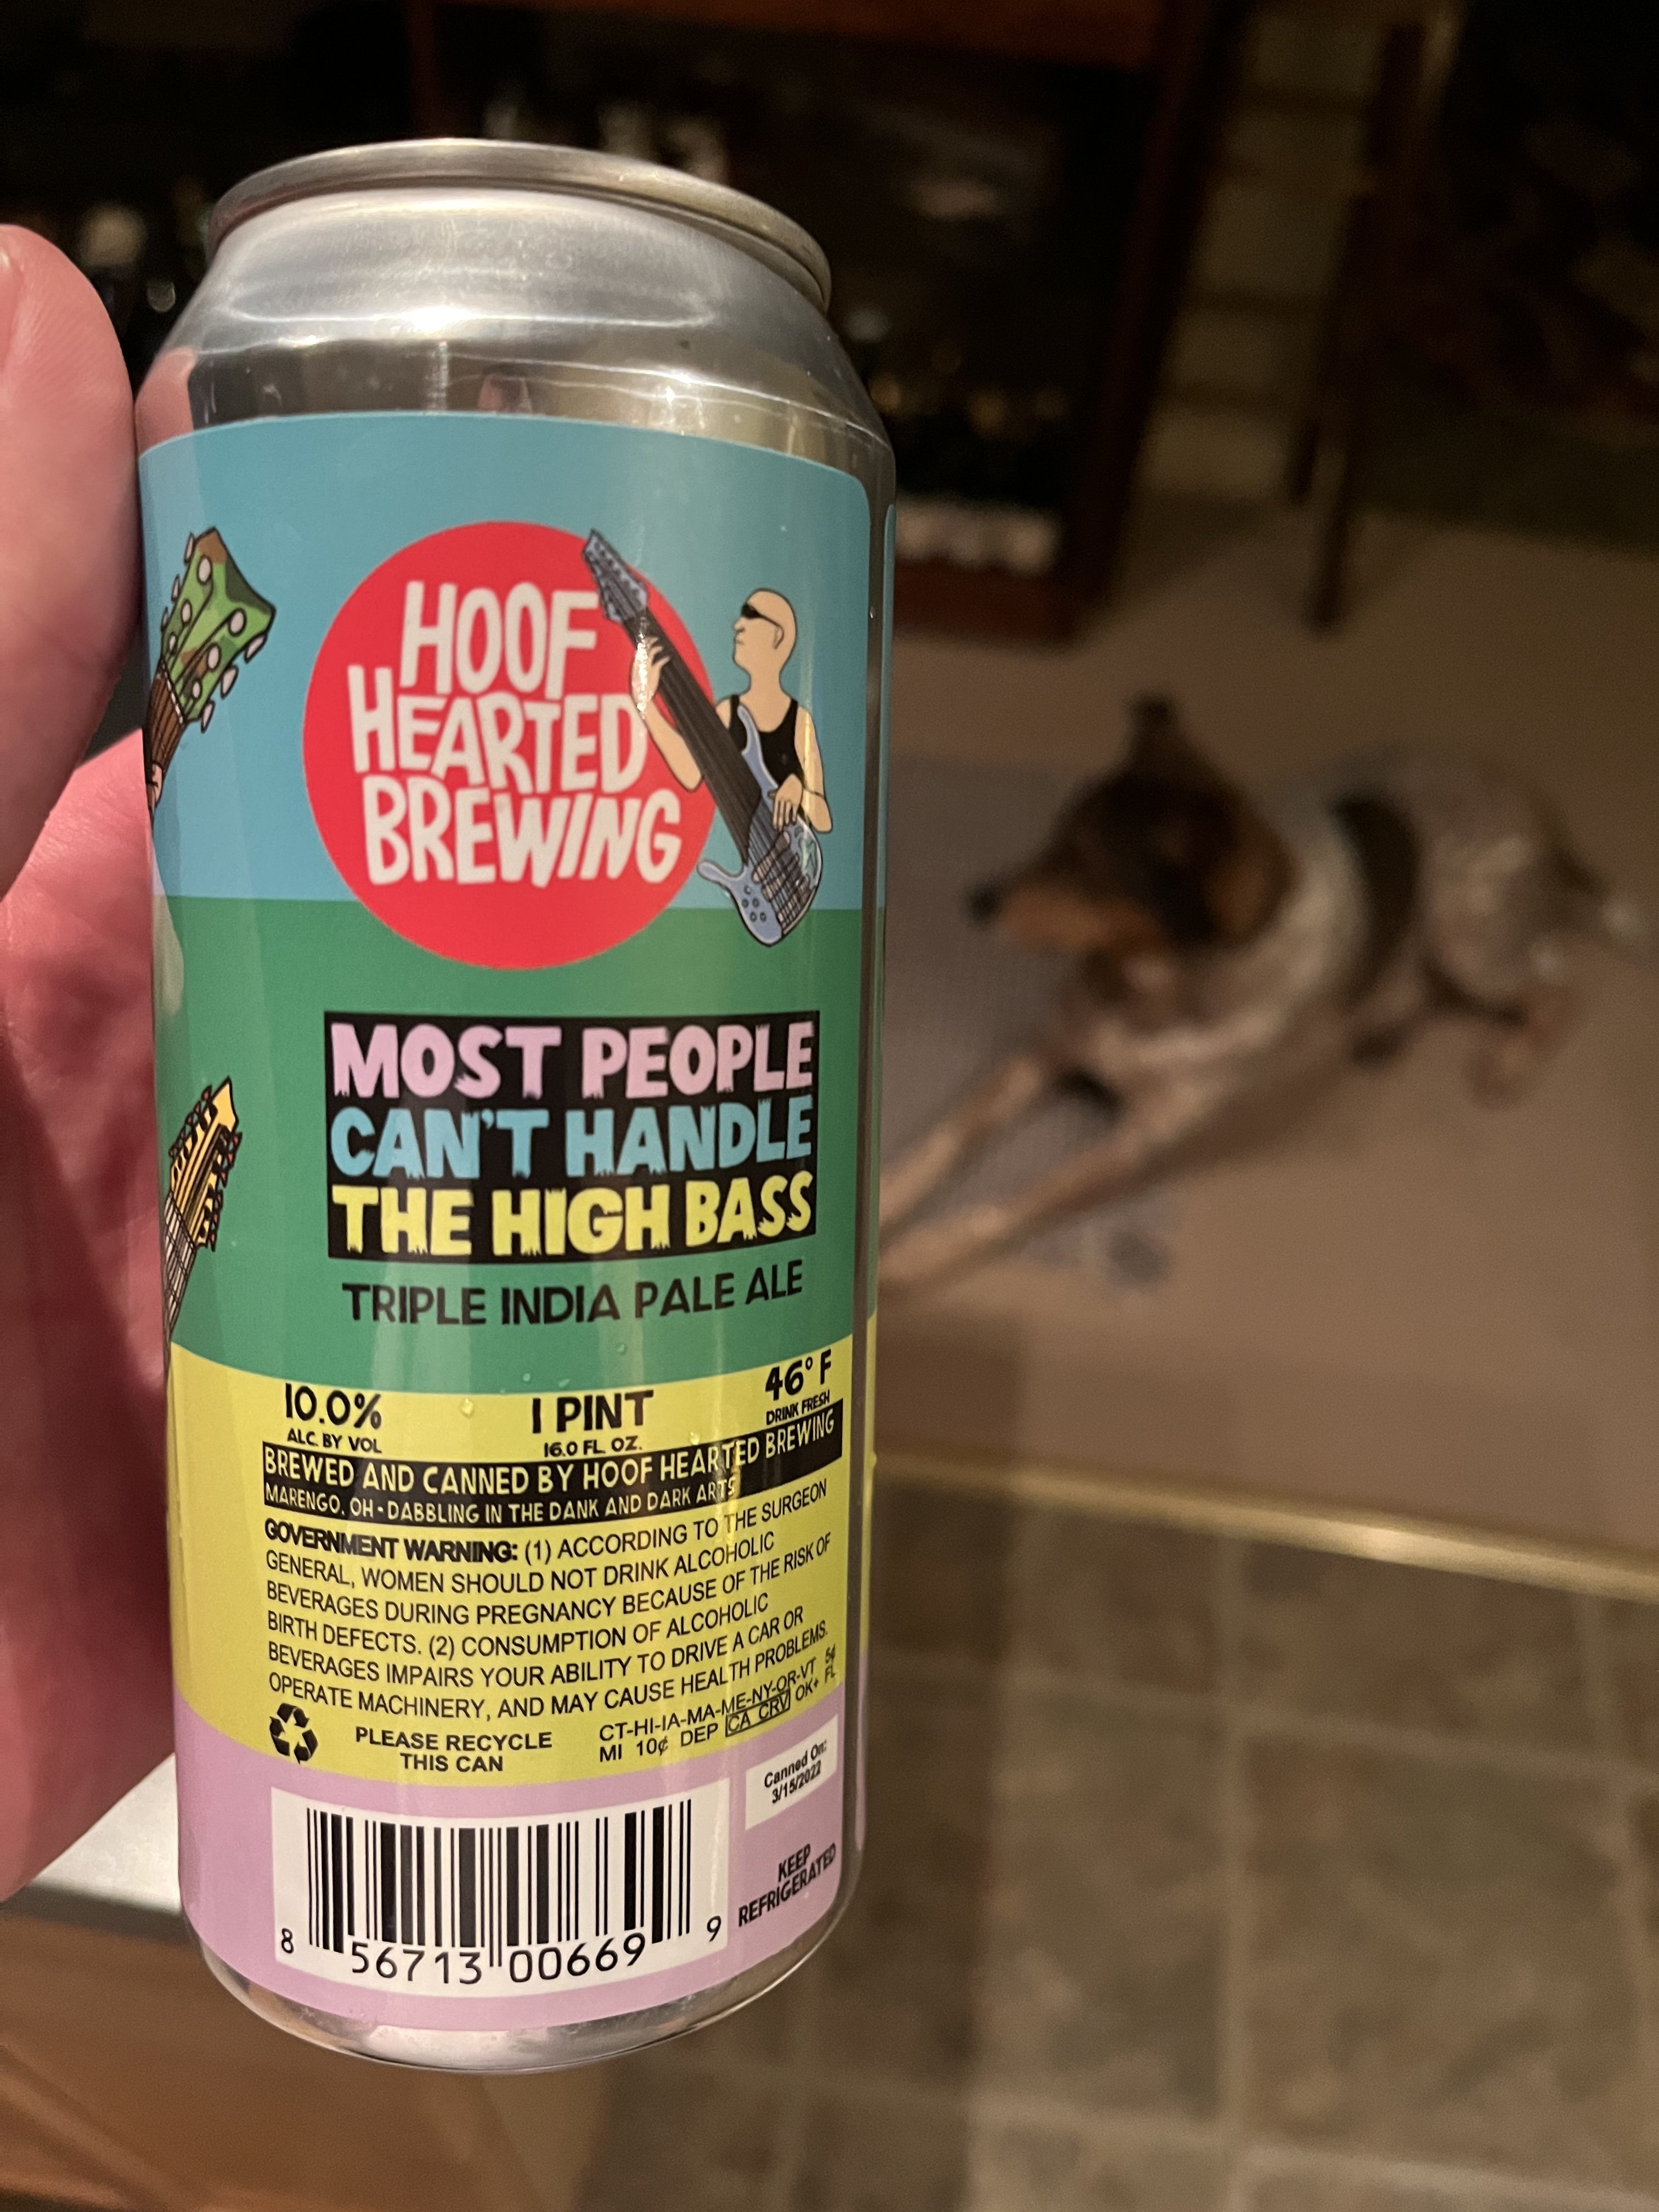 HOOF
HEARTED
BREWING
MOST PEOPLE
CAN'T HANDLE
THE HIGH BASS
TRIPLE INDIA PALE ALE
10.0%
ALC. BY VOL
1 PINT
16.0 FL. OZ.
46° F
DRINK FRESH
BREWED AND CANNED BY HOOF HEARTED BREWING
MARENGO, OH - DABBLING IN THE DANK AND DARK ARTS
GOVERNMENT WARNING: (1) ACCORDING TO THE SURGEON
GENERAL, WOMEN SHOULD NOT DRINK ALCOHOLIC
BEVERAGES DURING PREGNANCY BECAUSE OF THE RISK OF
BIRTH DEFECTS. (2) CONSUMPTION OF ALCOHOLIC
BEVERAGES IMPAIRS YOUR ABILITY TO DRIVE A CAR OR
OPERATE MACHINERY, AND MAY CAUSE HEALTH PROBLEMS.
PLEASE RECYCLE
THIS CAN
CT-HI-IA-MA-ME-NY-OR-VT 5¢
MI 10¢ DEP CA CRV OK+ FL
Canned On:
3/15/2022
KEEP
REFRIGERATED
8 56713 00669 9